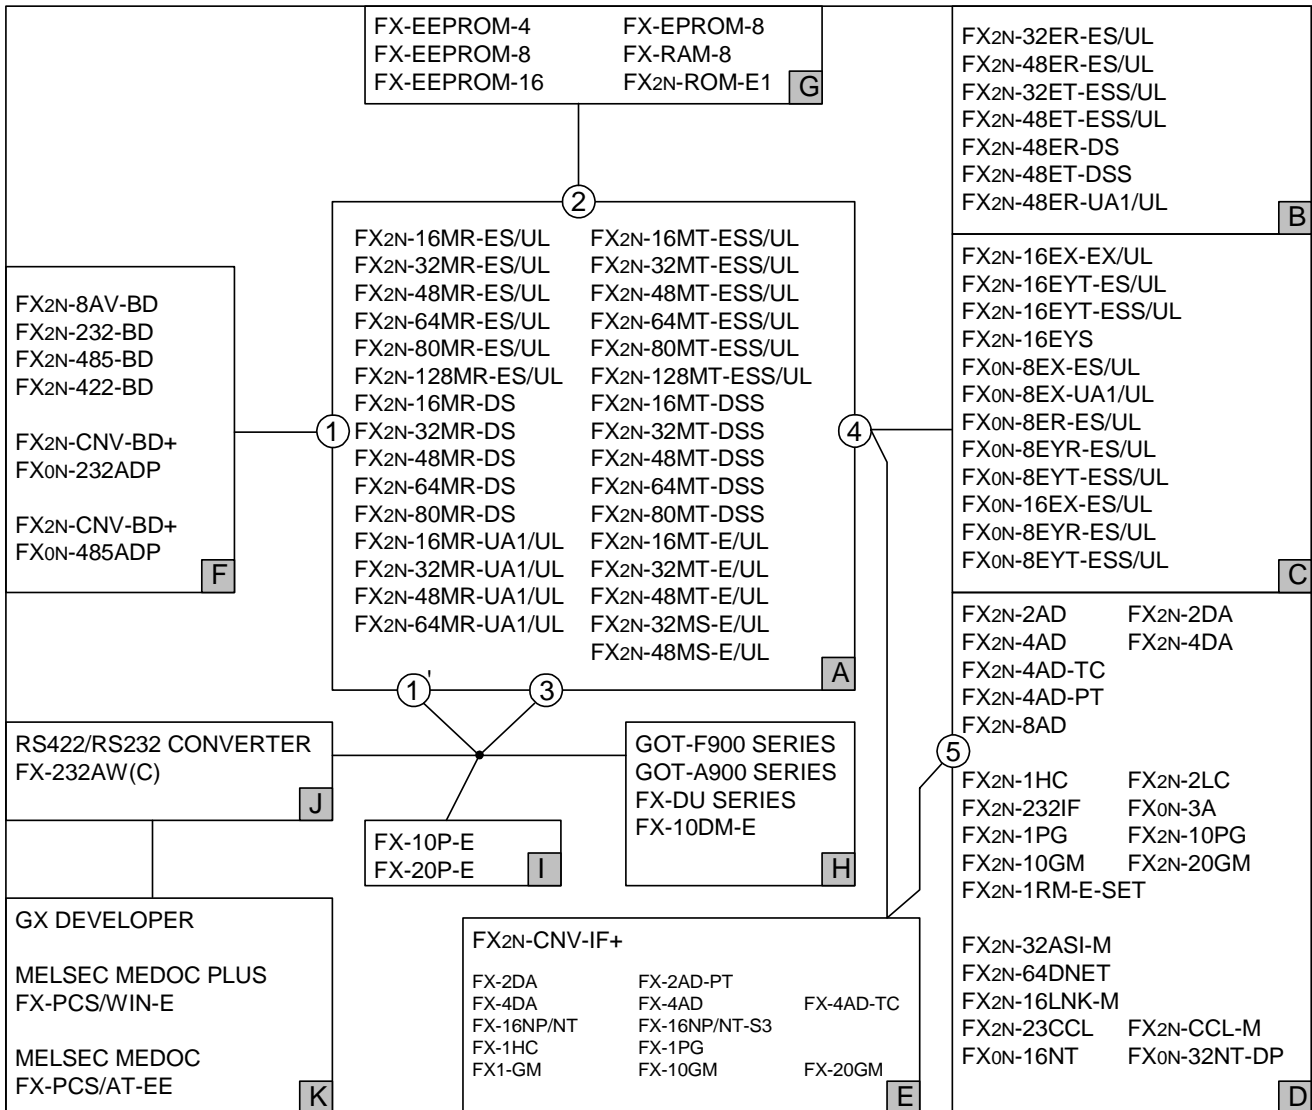 FX-EEPROM-4 FX-EPROM-8
FX-EEPROM-8 FX-RAM-8
FX-EEPROM-16 FX2N-ROM-E1
G
FX2N-32ER-ES/UL
FX2N-48ER-ES/UL
FX2N-32ET-ESS/UL
FX2N-48ET-ESS/UL
FX2N-48ER-DS
FX2N-48ET-DSS
FX2N-48ER-UA1/UL
B
2
FX2N-16MR-ES/UL FX2N-16MT-ESS/UL
FX2N-32MR-ES/UL FX2N-32MT-ESS/UL
FX2N-48MR-ES/UL FX2N-48MT-ESS/UL
FX2N-64MR-ES/UL FX2N-64MT-ESS/UL
FX2N-80MR-ES/UL FX2N-80MT-ESS/UL
FX2N-128MR-ES/UL FX2N-128MT-ESS/UL
FX2N-16MR-DS FX2N-16MT-DSS
FX2N-32MR-DS FX2N-32MT-DSS
FX2N-48MR-DS FX2N-48MT-DSS
FX2N-64MR-DS FX2N-64MT-DSS
FX2N-80MR-DS FX2N-80MT-DSS
FX2N-16MR-UA1/UL FX2N-16MT-E/UL
FX2N-32MR-UA1/UL FX2N-32MT-E/UL
FX2N-48MR-UA1/UL FX2N-48MT-E/UL
FX2N-64MR-UA1/UL FX2N-32MS-E/UL
FX2N-48MS-E/UL
A
FX2N-8AV-BD
FX2N-232-BD
FX2N-485-BD
FX2N-422-BD
FX2N-CNV-BD+
FX0N-232ADP
FX2N-CNV-BD+
FX0N-485ADP
F
1
4
FX2N-16EX-EX/UL
FX2N-16EYT-ES/UL
FX2N-16EYT-ESS/UL
FX2N-16EYS
FX0N-8EX-ES/UL
FX0N-8EX-UA1/UL
FX0N-8ER-ES/UL
FX0N-8EYR-ES/UL
FX0N-8EYT-ESS/UL
FX0N-16EX-ES/UL
FX0N-8EYR-ES/UL
FX0N-8EYT-ESS/UL
C
1'
3
RS422/RS232 CONVERTER
FX-232AW(C)
J
FX-10P-E
FX-20P-E
I
GOT-F900 SERIES
GOT-A900 SERIES
FX-DU SERIES
FX-10DM-E
H
5
FX2N-2AD FX2N-2DA
FX2N-4AD FX2N-4DA
FX2N-4AD-TC
FX2N-4AD-PT
FX2N-8AD
FX2N-1HC FX2N-2LC
FX2N-232IF FX0N-3A
FX2N-1PG FX2N-10PG
FX2N-10GM FX2N-20GM
FX2N-1RM-E-SET
FX2N-32ASI-M
FX2N-64DNET
FX2N-16LNK-M
FX2N-23CCL FX2N-CCL-M
FX0N-16NT FX0N-32NT-DP
D
GX DEVELOPER
MELSEC MEDOC PLUS
FX-PCS/WIN-E
MELSEC MEDOC
FX-PCS/AT-EE
K
FX2N-CNV-IF+
FX-2DA FX-2AD-PT
FX-4DA FX-4AD FX-4AD-TC
FX-16NP/NT FX-16NP/NT-S3
FX-1HC FX-1PG
FX1-GM FX-10GM FX-20GM
E